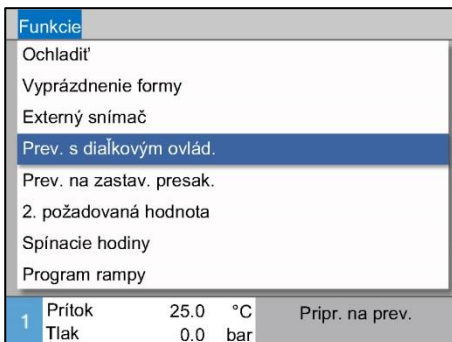 Funkcie
Ochladiť
Vyprázdnenie formy
Externý snímač
Prev. s diaľkovým ovlád.
Prev. na zastav. presak.
2. požadovaná hodnota
Spínacie hodiny
Program rampy
1 Prítok 25.0 °C Pripr. na prev.
Tlak 0.0 bar